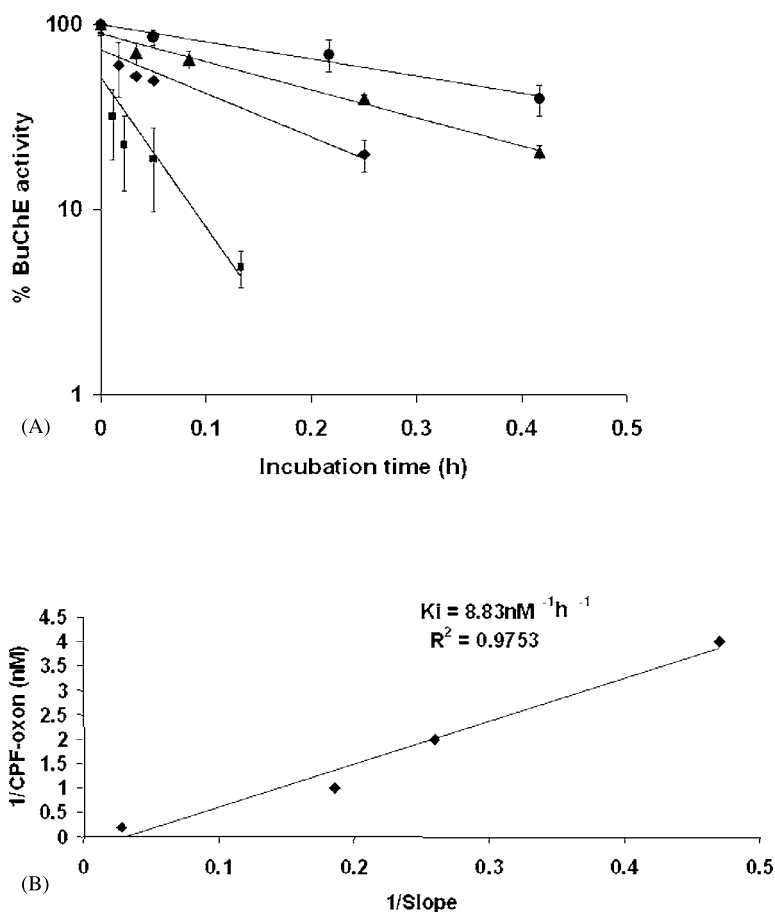 100
10
1
% BuChE activity
0 0.1 0.2 0.3 0.4 0.5
(A)
Incubation time (h)
Ki = 8.83nM -1h -1
R2 = 0.9753
4.5
4
3.5
3
2.5
2
1.5
1
0.5
0
1/CPF-oxon (nM)
0 0.1 0.2 0.3 0.4 0.5
(B)
1/Slope